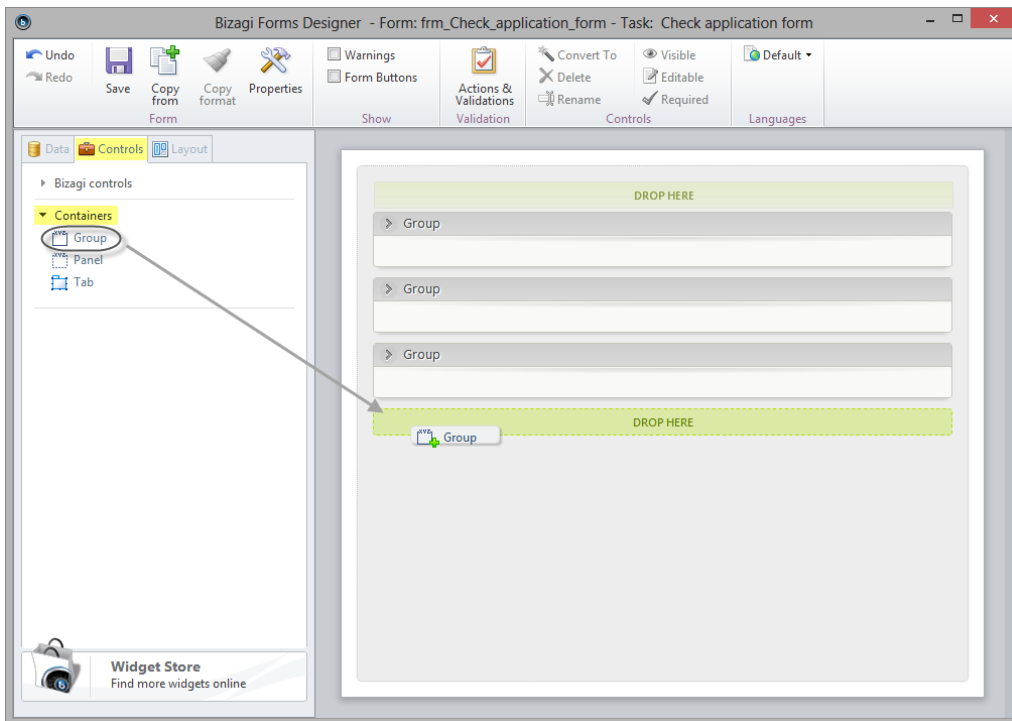 Bizagi Forms Designer - Form: frm_Check_application_form - Task: Check application form
Undo
Redo
Save
Copy from
Copy format
Properties
Form
Warnings
Form Buttons
Show
Actions & Validations
Validation
Convert To
Delete
Rename
Visible
Editable
Required
Controls
Default
Languages
Data
Controls
Layout
Bizagi controls
Containers
Group
Panel
Tab
Widget Store
Find more widgets online
DROP HERE
Group
Group
Group
DROP HERE
Group